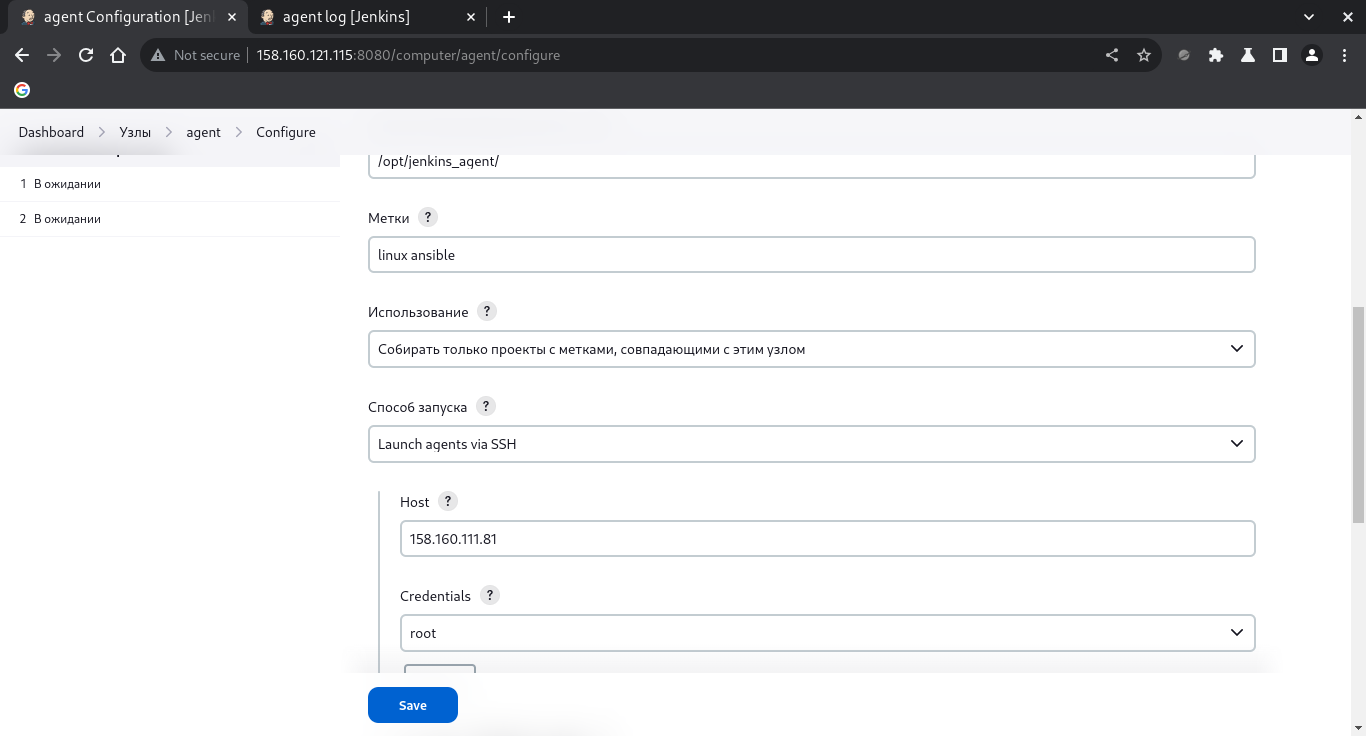 agent Configuration [Jen
agent log [Jenkins]
Not secure
158.160.121.115:8080/computer/agent/configure
Dashboard
Узлы
agent
Configure
1 В ожидании
2 В ожидании
/opt/jenkins_agent/
Метки ?
linux ansible
Использование ?
Собирать только проекты с метками, совпадающими с этим узлом
Способ запуска ?
Launch agents via SSH
Host ?
158.160.111.81
Credentials ?
root
Save